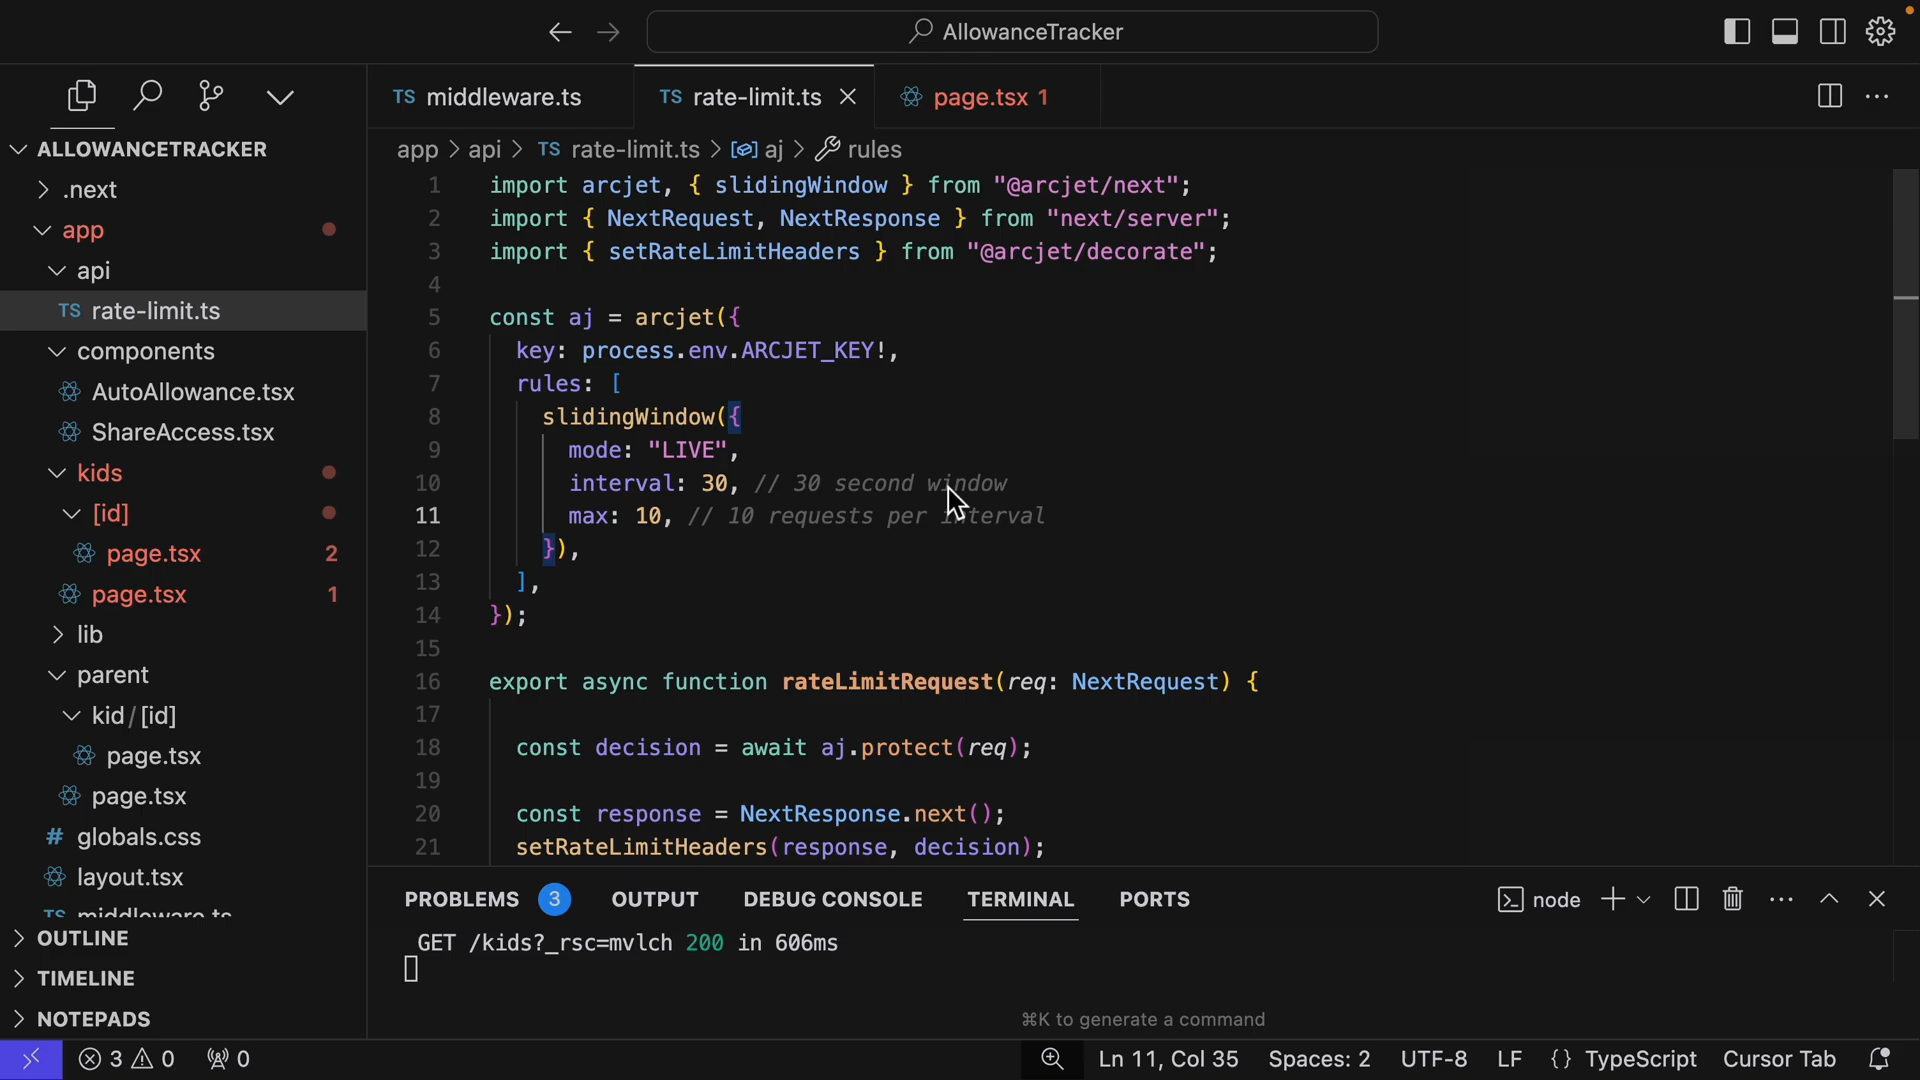 AllowanceTracker
TS middleware.ts
TS rate-limit.ts
page.tsx 1
app > api > TS rate-limit.ts > aj > rules
ALLOWANCETRACKER
.next
app
api
TS rate-limit.ts
components
AutoAllowance.tsx
ShareAccess.tsx
kids
[id]
page.tsx 2
page.tsx 1
lib
parent
kid/[id]
page.tsx
page.tsx
# globals.css
layout.tsx
TS middleware.ts
OUTLINE
TIMELINE
NOTEPADS
1 import arcjet, { slidingWindow } from "@arcjet/next";
2 import { NextRequest, NextResponse } from "next/server";
3 import { setRateLimitHeaders } from "@arcjet/decorate";
4
5 const aj = arcjet({
6 key: process.env.ARCJET_KEY!,
7 rules: [
8 slidingWindow({
9 mode: "LIVE",
10 interval: 30, // 30 second window
11 max: 10, // 10 requests per interval
12 }),
13 ],
14 });
15
16 export async function rateLimitRequest(req: NextRequest) {
17
18 const decision = await aj.protect(req);
19
20 const response = NextResponse.next();
21 setRateLimitHeaders(response, decision);
PROBLEMS 3 OUTPUT DEBUG CONSOLE TERMINAL PORTS node
GET /kids?_rsc=mvlch 200 in 606ms
⌘K to generate a command
3 0 0 Ln 11, Col 35 Spaces: 2 UTF-8 LF {} TypeScript Cursor Tab